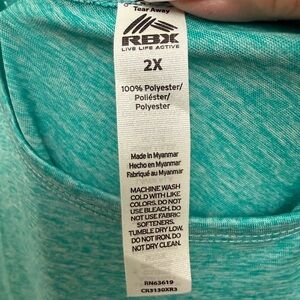 Tear Away
RBX
LIVE LIFE ACTIVE
2X
100% Polyester/
Poliéster/
Polyester
Made in Myanmar
Hecho en Myanmar
Fabriqué au Myanmar
MACHINE WASH
COLD WITH LIKE
COLORS. DO NOT
USE BLEACH. DO
NOT USE FABRIC
SOFTENERS.
TUMBLE DRY LOW.
DO NOT IRON, DO
NOT DRY CLEAN.
RN63619
CR3130XR3